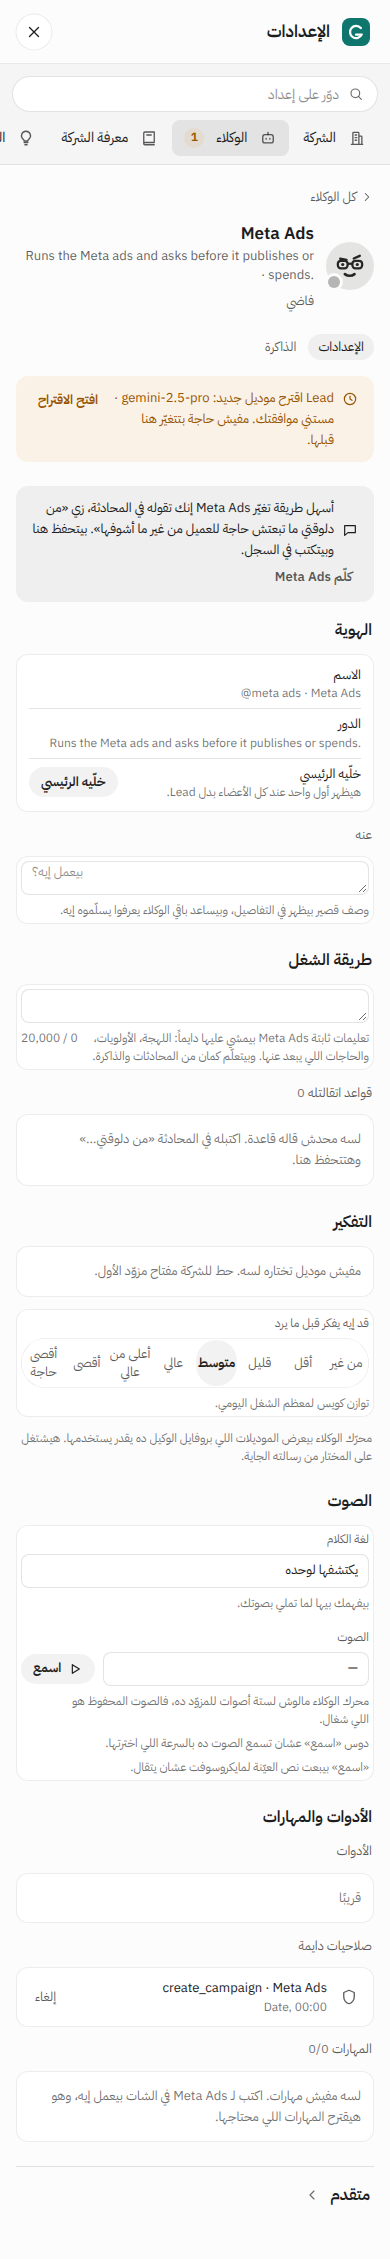 الإعدادات
دوّر على إعداد
الشركة
الوكلاء 1
معرفة الشركة
كل الوكلاء
Meta Ads
Runs the Meta ads and asks before it publishes or
spends. ·
فاضي
الإعدادات
الذاكرة
Lead اقترح موديل جديد: gemini-2.5-pro ·
مستني موافقتك. مفيش حاجة بتتغيّر هنا
قبلها.
افتح الاقتراح
أسهل طريقة تغيّر Meta Ads إنك تقوله في المحادثة، زي «من
دلوقتي ما تبعتش حاجة للعميل من غير ما أشوفها». بيتحفظ هنا
وبيتكتب في السجل.
كلّم Meta Ads
الهوية
الاسم
@meta ads · Meta Ads
الدور
Runs the Meta ads and asks before it publishes or spends.
خلّيه الرئيسي
هيظهر أول واحد عند كل الأعضاء بدل Lead.
خلّيه الرئيسي
عنه
بيعمل إيه؟
وصف قصير بيظهر في التفاصيل، وبيساعد باقي الوكلاء يعرفوا يسلّموه إيه.
طريقة الشغل
تعليمات ثابتة Meta Ads بيمشي عليها دايماً: اللهجة، الأولويات،
والحاجات اللي يبعد عنها. وبيتعلّم كمان من المحادثات والذاكرة.
0 / 20,000
قواعد اتقالتله 0
لسه محدش قاله قاعدة. اكتبله في المحادثة «من دلوقتي…»
وهتتحفظ هنا.
التفكير
مفيش موديل نختاره لسه. حط للشركة مفتاح مزوّد الأول.
قد إيه يفكر قبل ما يرد
من غير
أقل
قليل
متوسط
عالي
أعلى من
عالي
أقصى
أقصى
حاجة
توازن كويس لمعظم الشغل اليومي.
محرّك الوكلاء بيعرض الموديلات اللي بروفايل الوكيل ده يقدر يستخدمها. هيشتغل
على المختار من رسالته الجاية.
الصوت
لغة الكلام
يكتشفها لوحده
بيفهمك بيها لما تملي بصوتك.
الصوت
–
اسمع
محرك الوكلاء مالوش لستة أصوات للمزوّد ده، فالصوت المحفوظ هو
اللي شغال.
دوس «اسمع» عشان تسمع الصوت ده بالسرعة اللي اخترتها.
«اسمع» بيبعت نص العيّنة لمايكروسوفت عشان يتقال.
الأدوات والمهارات
الأدوات
قريبًا
صلاحيات دايمة
create_campaign · Meta Ads
Date, 00:00
إلغاء
المهارات 0/0
لسه مفيش مهارات. اكتب لـ Meta Ads في الشات بيعمل إيه، وهو
هيقترح المهارات اللي محتاجها.
متقدم